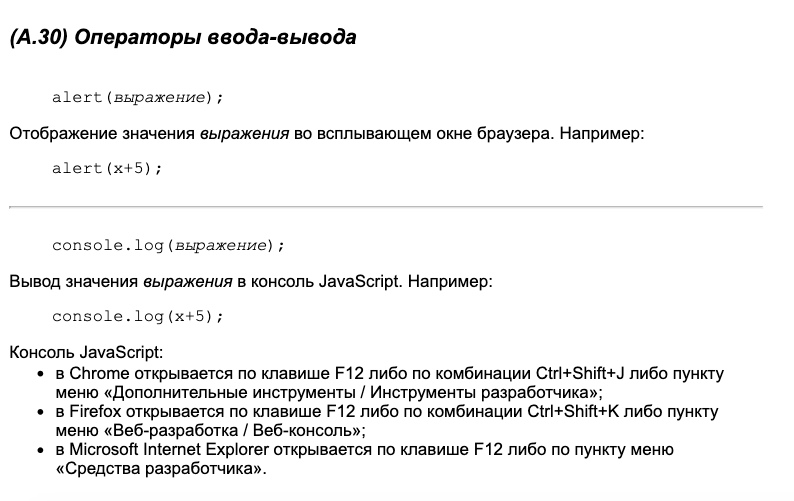 (A.30) Операторы ввода-вывода
alert(выражение);
Отображение значения выражения во всплывающем окне браузера. Например:
alert(x+5);
console.log(выражение);
Вывод значения выражения в консоль JavaScript. Например:
console.log(x+5);
Консоль JavaScript:
• в Chrome открывается по клавише F12 либо по комбинации Ctrl+Shift+J либо пункту
меню «Дополнительные инструменты / Инструменты разработчика»;
• в Firefox открывается по клавише F12 либо по комбинации Ctrl+Shift+K либо пункту
меню «Веб-разработка / Веб-консоль»;
• в Microsoft Internet Explorer открывается по клавише F12 либо по пункту меню
«Средства разработчика».